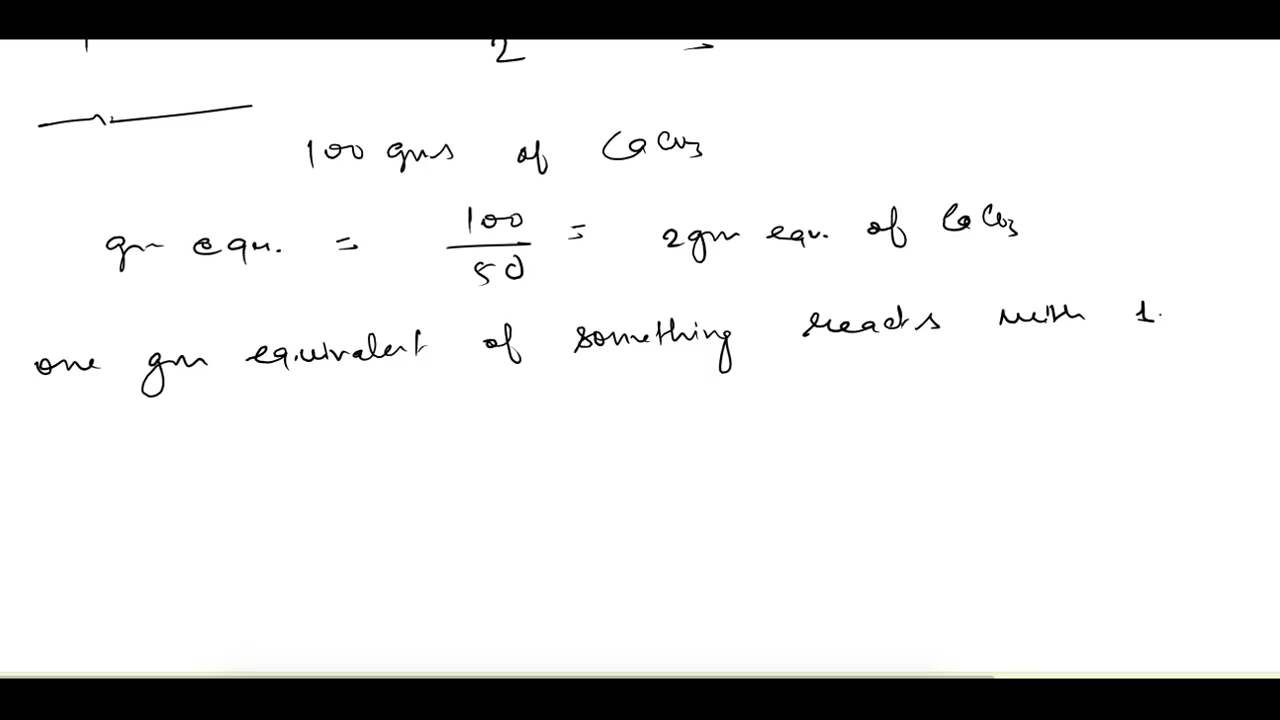 2
100 gms of CaCO3
gm equ. = 100/50 = 2gm eqv. of CaCO3
one gm equivalent of something reacts with 1.